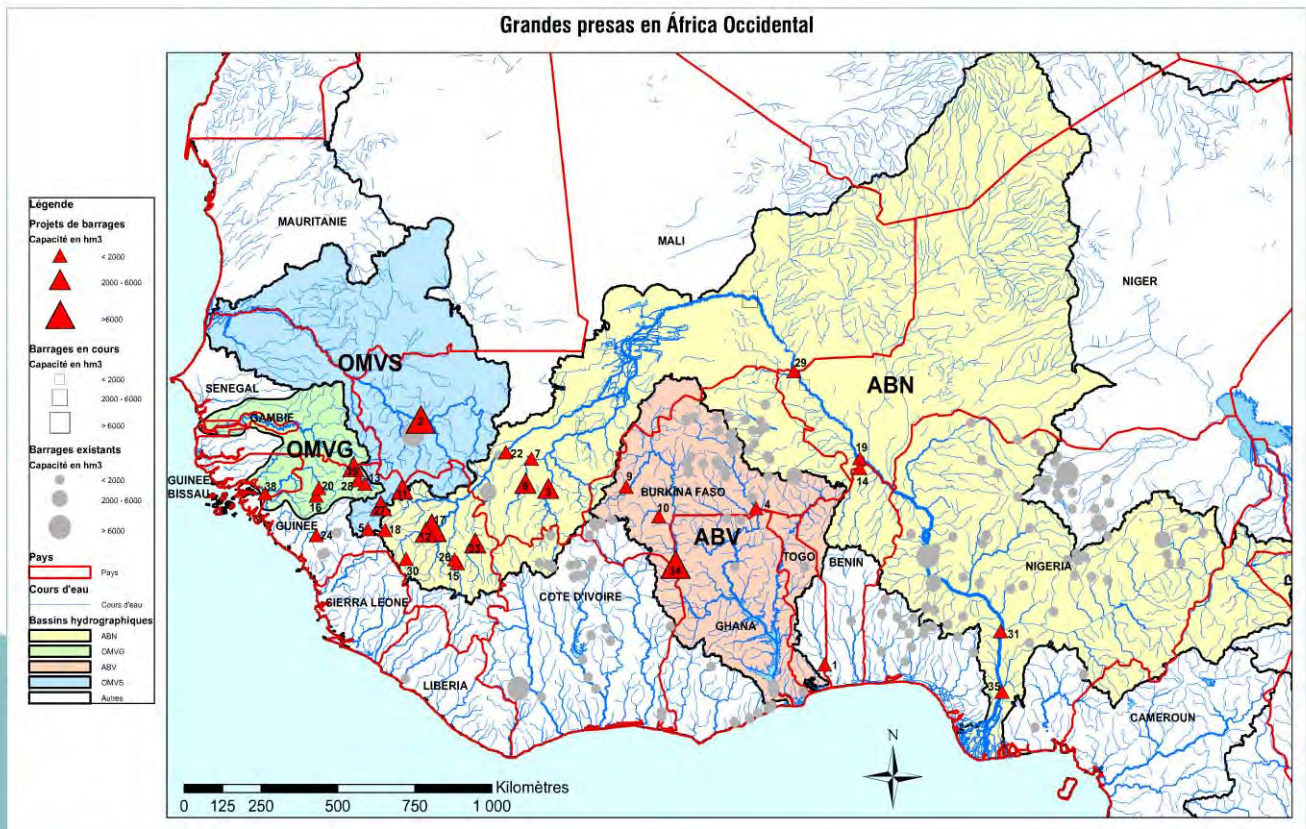 Grandes presas en África Occidental
Légende
Projets de barrages
Capacité en hm3
< 2000
2000 - 6000
>6000
Barrages en cours
Capacité en hm3
< 2000
2000 - 6000
>6000
Barrages existants
Capacité en hm3
< 2000
2000 - 6000
> 6000
Pays
Pays
Cours d'eau
Cours d'eau
Bassins hydrographiques
ABN
OMVG
ABV
OMVS
Autres
MAURITANIE
MALI
NIGER
OMVS
29
ABN
SENEGAL
GAMBIE
2
OMVG
22
7
19
14
GUINEE
BISSAU
38
20
16
28
13
9
BURKINA FASO
10
4
GUINEE
24
5
18
17
12
ABV
TOGO
BENIN
NIGERIA
30
26
15
SIERRA LEONE
COTE D'IVOIRE
GHANA
31
LIBERIA
1
35
CAMEROUN
N
Kilomètres
0 125 250 500 750 1 000